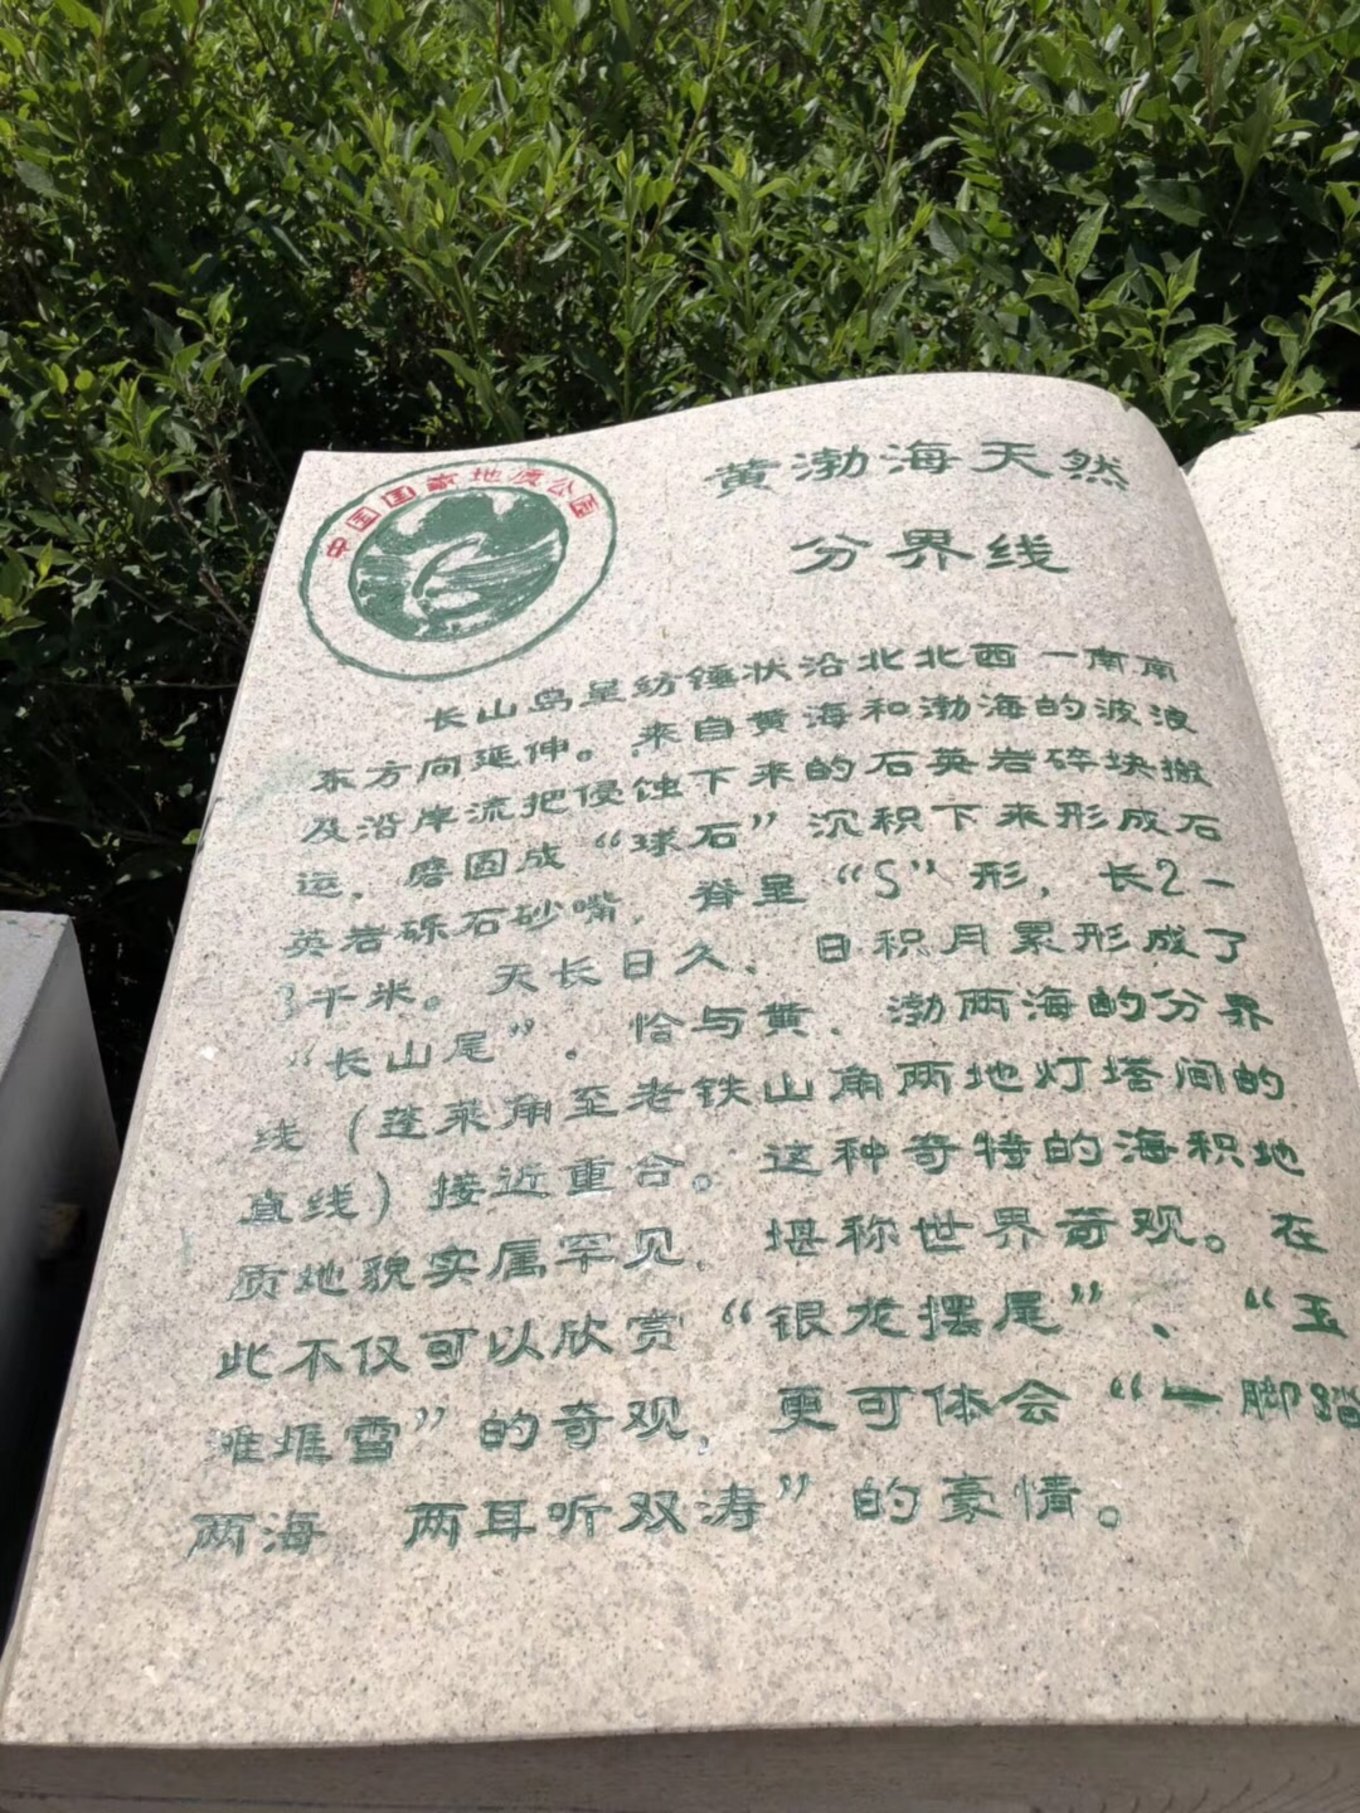 中国国家地质公园
黄渤海天然
分界线
长山岛呈纺锤状沿北北西一南南
东方向延伸。来自黄海和渤海的波浪
及沿岸流把侵蚀下来的石英岩碎块搬
运，磨圆成“球石”沉积下来形成石
英岩砾石砂嘴，脊呈“S”形，长2一
3千米。天长日久，日积月累形成了
“长山尾”，恰与黄、渤两海的分界
线（蓬莱角至老铁山角两地灯塔间的
直线）接近重合。这种奇特的海积地
质地貌实属罕见，堪称世界奇观。在
此不仅可以欣赏“银龙摆尾”、“玉
滩堆雪”的奇观，更可体会“一脚踏
两海 两耳听双涛”的豪情。